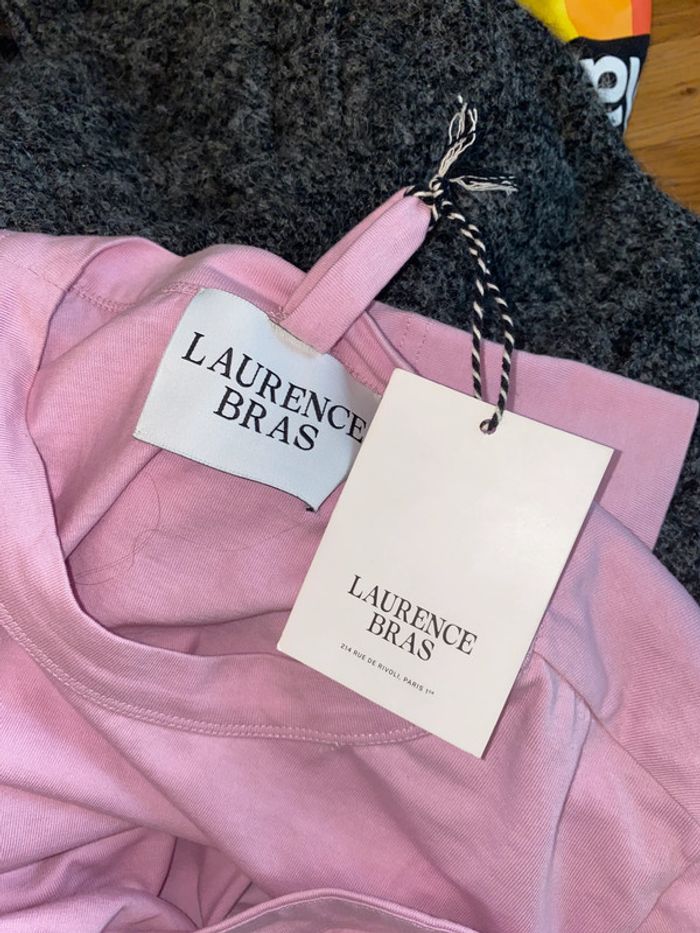 LAURENCE
BRAS
LAURENCE
BRAS
214 RUE DE RIVOLI, PARIS 1ER